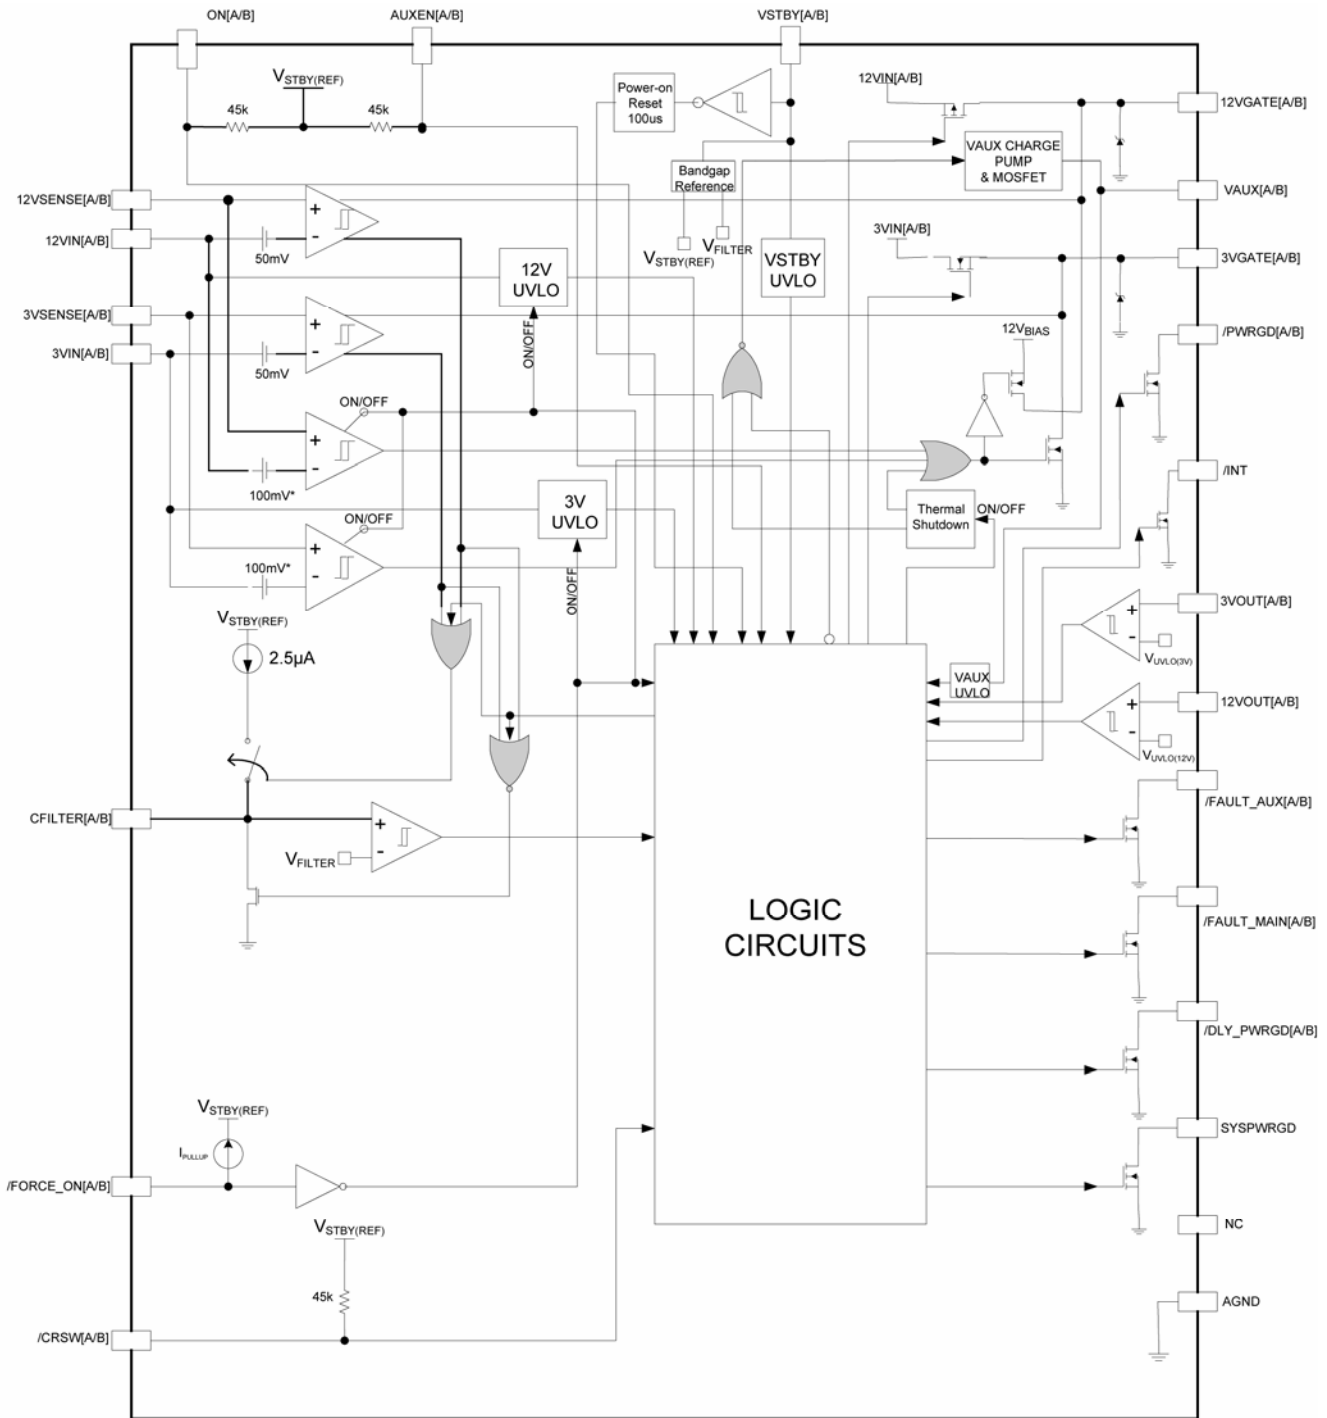 ON[A/B]
AUXEN[A/B]
VSTBY[A/B]
VSTBY(REF)
45k
45k
Power-on
Reset
100us
12VIN[A/B]
12VGATE[A/B]
VAUX CHARGE
PUMP
& MOSFET
Bandgap
Reference
VAUX[A/B]
12VSENSE[A/B]
+
-
12VIN[A/B]
50mV
VSTBY(REF)
VFILTER
3VIN[A/B]
3VGATE[A/B]
12V
UVLO
VSTBY
UVLO
3VSENSE[A/B]
+
-
3VIN[A/B]
50mV
ON/OFF
12VBIAS
/PWRGD[A/B]
ON/OFF
+
-
100mV*
/INT
3V
UVLO
Thermal
Shutdown
ON/OFF
ON/OFF
+
-
100mV*
ON/OFF
VSTBY(REF)
2.5µA
3VOUT[A/B]
+
-
VUVLO(3V)
VAUX
UVLO
12VOUT[A/B]
+
-
VUVLO(12V)
CFILTER[A/B]
+
-
VFILTER
/FAULT_AUX[A/B]
LOGIC
CIRCUITS
/FAULT_MAIN[A/B]
/DLY_PWRGD[A/B]
VSTBY(REF)
IPULLUP
SYSPWRGD
/FORCE_ON[A/B]
VSTBY(REF)
NC
45k
AGND
/CRSW[A/B]